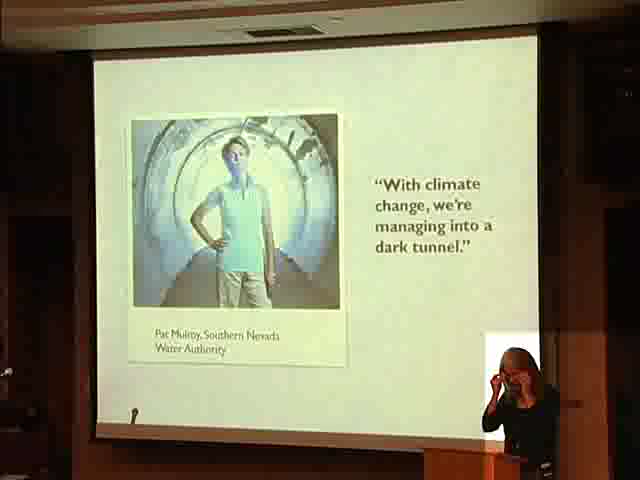 “With climate
change, we're
managing into a
dark tunnel.”
Pat Mulroy, Southern Nevada
Water Authority